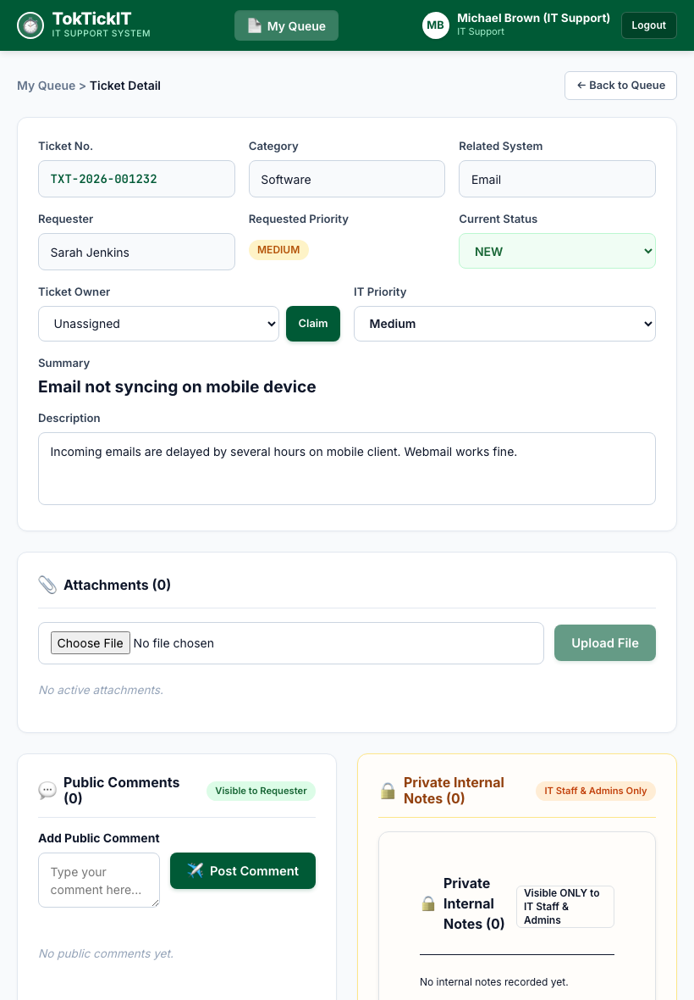 TokTickIT
IT SUPPORT SYSTEM
My Queue
MB
Michael Brown (IT Support)
IT Support
Logout
My Queue > Ticket Detail
← Back to Queue
Ticket No.
Category
Related System
TXT-2026-001232
Software
Email
Requester
Requested Priority
Current Status
Sarah Jenkins
MEDIUM
NEW
Ticket Owner
IT Priority
Unassigned
Claim
Medium
Summary
Email not syncing on mobile device
Description
Incoming emails are delayed by several hours on mobile client. Webmail works fine.
Attachments (0)
Choose File No file chosen
Upload File
No active attachments.
Public Comments
(0)
Visible to Requester
Add Public Comment
Type your
comment here...
Post Comment
No public comments yet.
Private Internal
Notes (0)
IT Staff & Admins Only
Private
Internal
Notes (0)
Visible ONLY to
IT Staff &
Admins
No internal notes recorded yet.